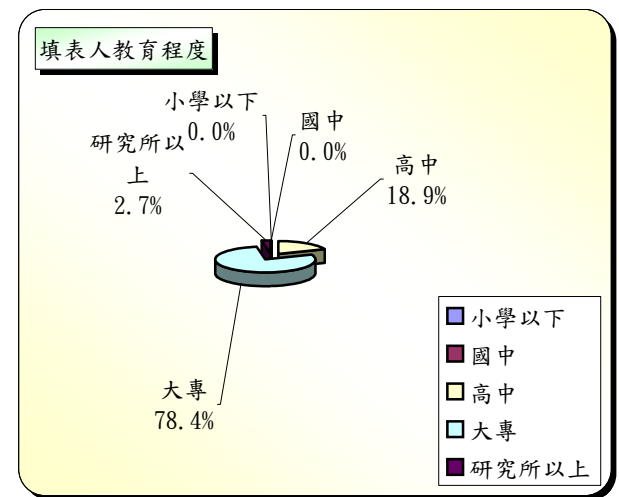 填表人教育程度
小學以下
0.0%
國中
0.0%
研究所以
上
2.7%
高中
18.9%
大專
78.4%
小學以下
國中
高中
大專
研究所以上